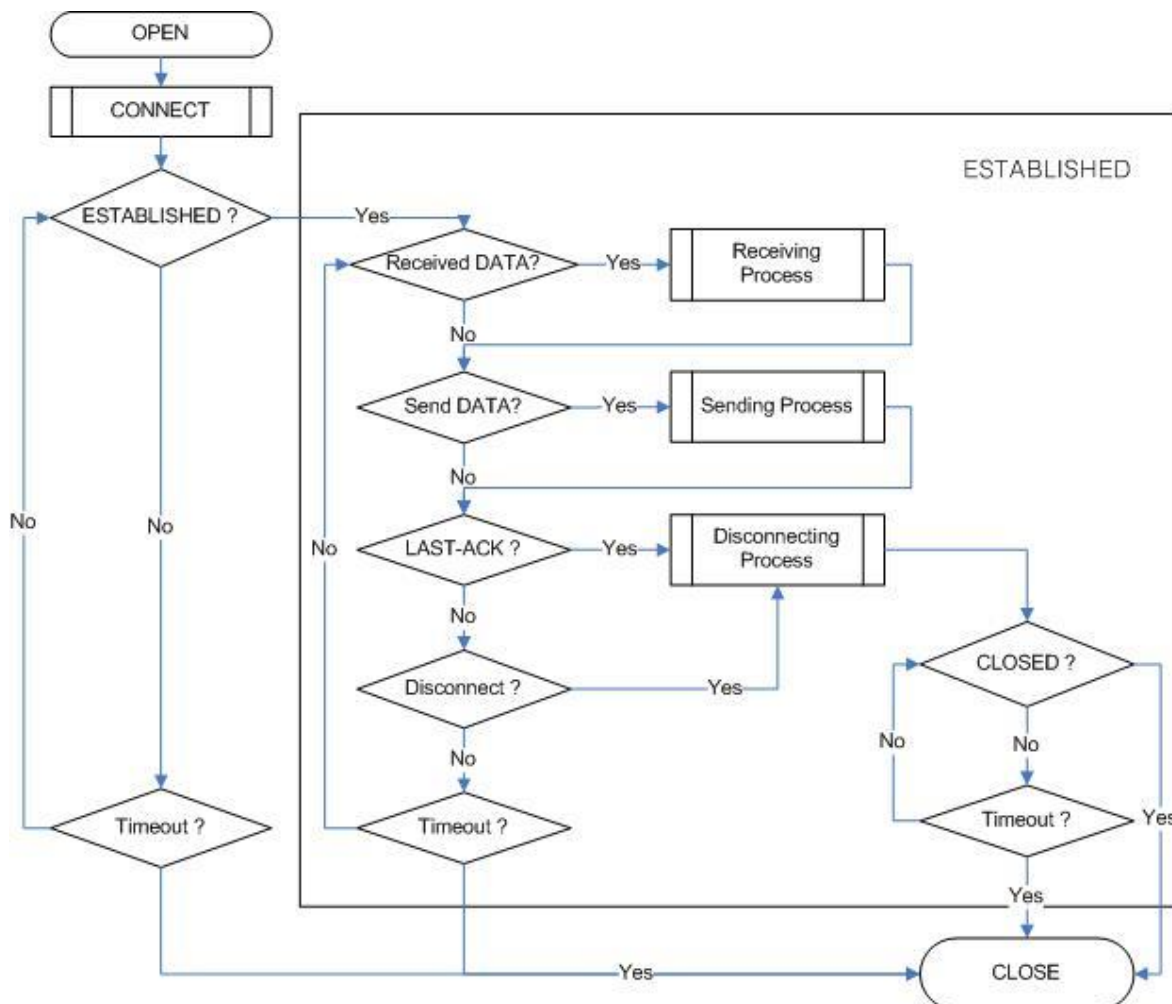 OPEN
CONNECT
ESTABLISHED
ESTABLISHED ?
Yes
Received DATA?
Yes
Receiving
Process
No
Send DATA?
Yes
Sending Process
No
No
No
No
LAST-ACK ?
Yes
Disconnecting
Process
No
CLOSED ?
Disconnect ?
Yes
No
No
No
Timeout ?
Timeout ?
Timeout ?
Yes
Yes
Yes
CLOSE